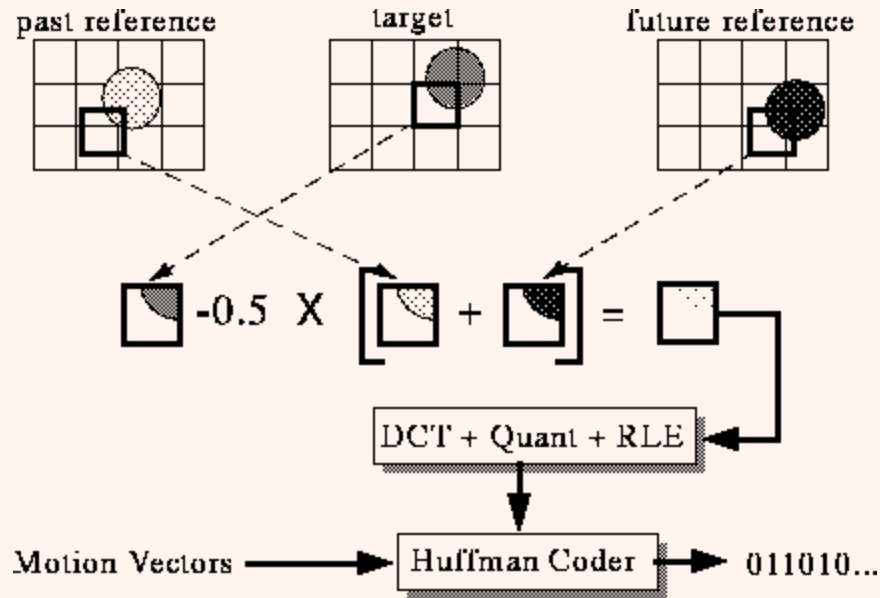 past reference
target
future reference
-0.5 X [ + ] =
DCT + Quant + RLE
Motion Vectors
Huffman Coder
011010...